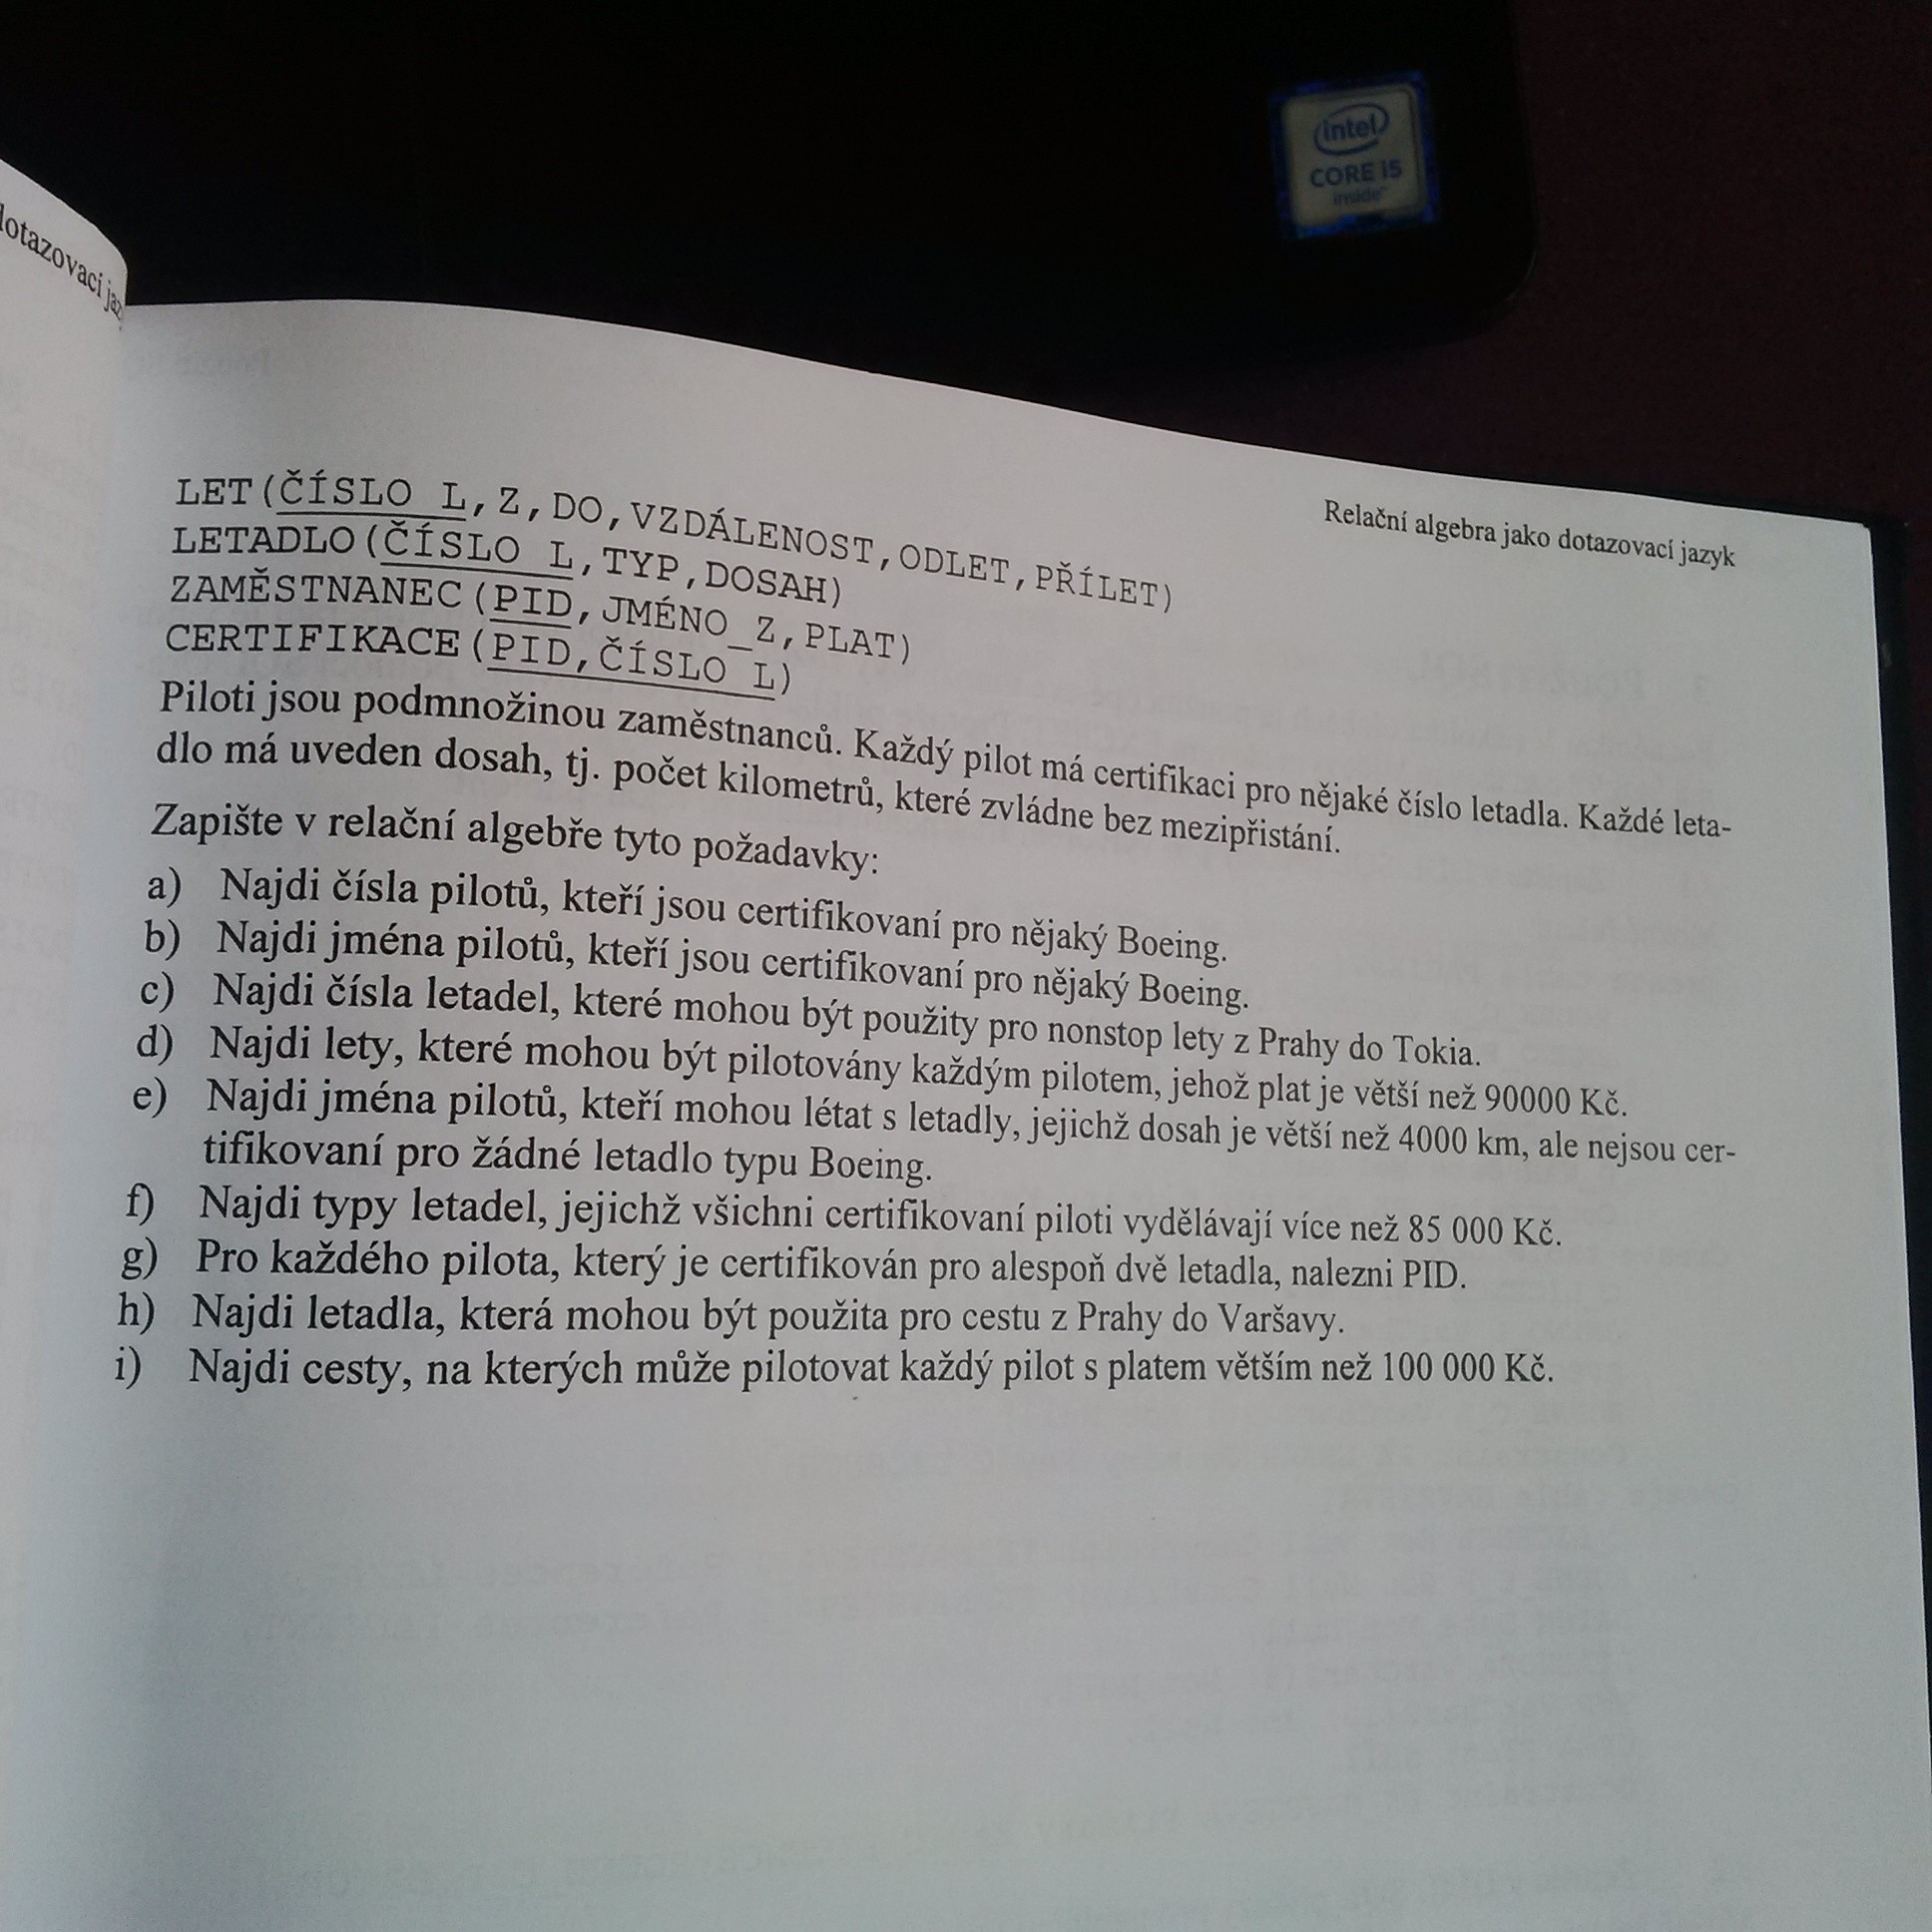 intel
CORE i5
inside
dotazovací
Relační algebra jako dotazovací jazyk
LET(ČÍSLO_L,Z,DO,VZDÁLENOST,ODLET,PŘÍLET)
LETADLO(ČÍSLO_L,TYP,DOSAH)
ZAMĚSTNANEC(PID,JMÉNO_Z,PLAT)
CERTIFIKACE(PID,ČÍSLO_L)
Piloti jsou podmnožinou zaměstnanců. Každý pilot má certifikaci pro nějaké číslo letadla. Každé leta-
dlo má uveden dosah, tj. počet kilometrů, které zvládne bez mezipřistání.
Zapište v relační algebře tyto požadavky:
a) Najdi čísla pilotů, kteří jsou certifikovaní pro nějaký Boeing.
b) Najdi jména pilotů, kteří jsou certifikovaní pro nějaký Boeing.
c) Najdi čísla letadel, které mohou být použity pro nonstop lety z Prahy do Tokia.
d) Najdi lety, které mohou být pilotovány každým pilotem, jehož plat je větší než 90000 Kč.
e) Najdi jména pilotů, kteří mohou létat s letadly, jejichž dosah je větší než 4000 km, ale nejsou cer-
tifikovaní pro žádné letadlo typu Boeing.
f) Najdi typy letadel, jejichž všichni certifikovaní piloti vydělávají více než 85 000 Kč.
g) Pro každého pilota, který je certifikován pro alespoň dvě letadla, nalezni PID.
h) Najdi letadla, která mohou být použita pro cestu z Prahy do Varšavy.
i) Najdi cesty, na kterých může pilotovat každý pilot s platem větším než 100 000 Kč.